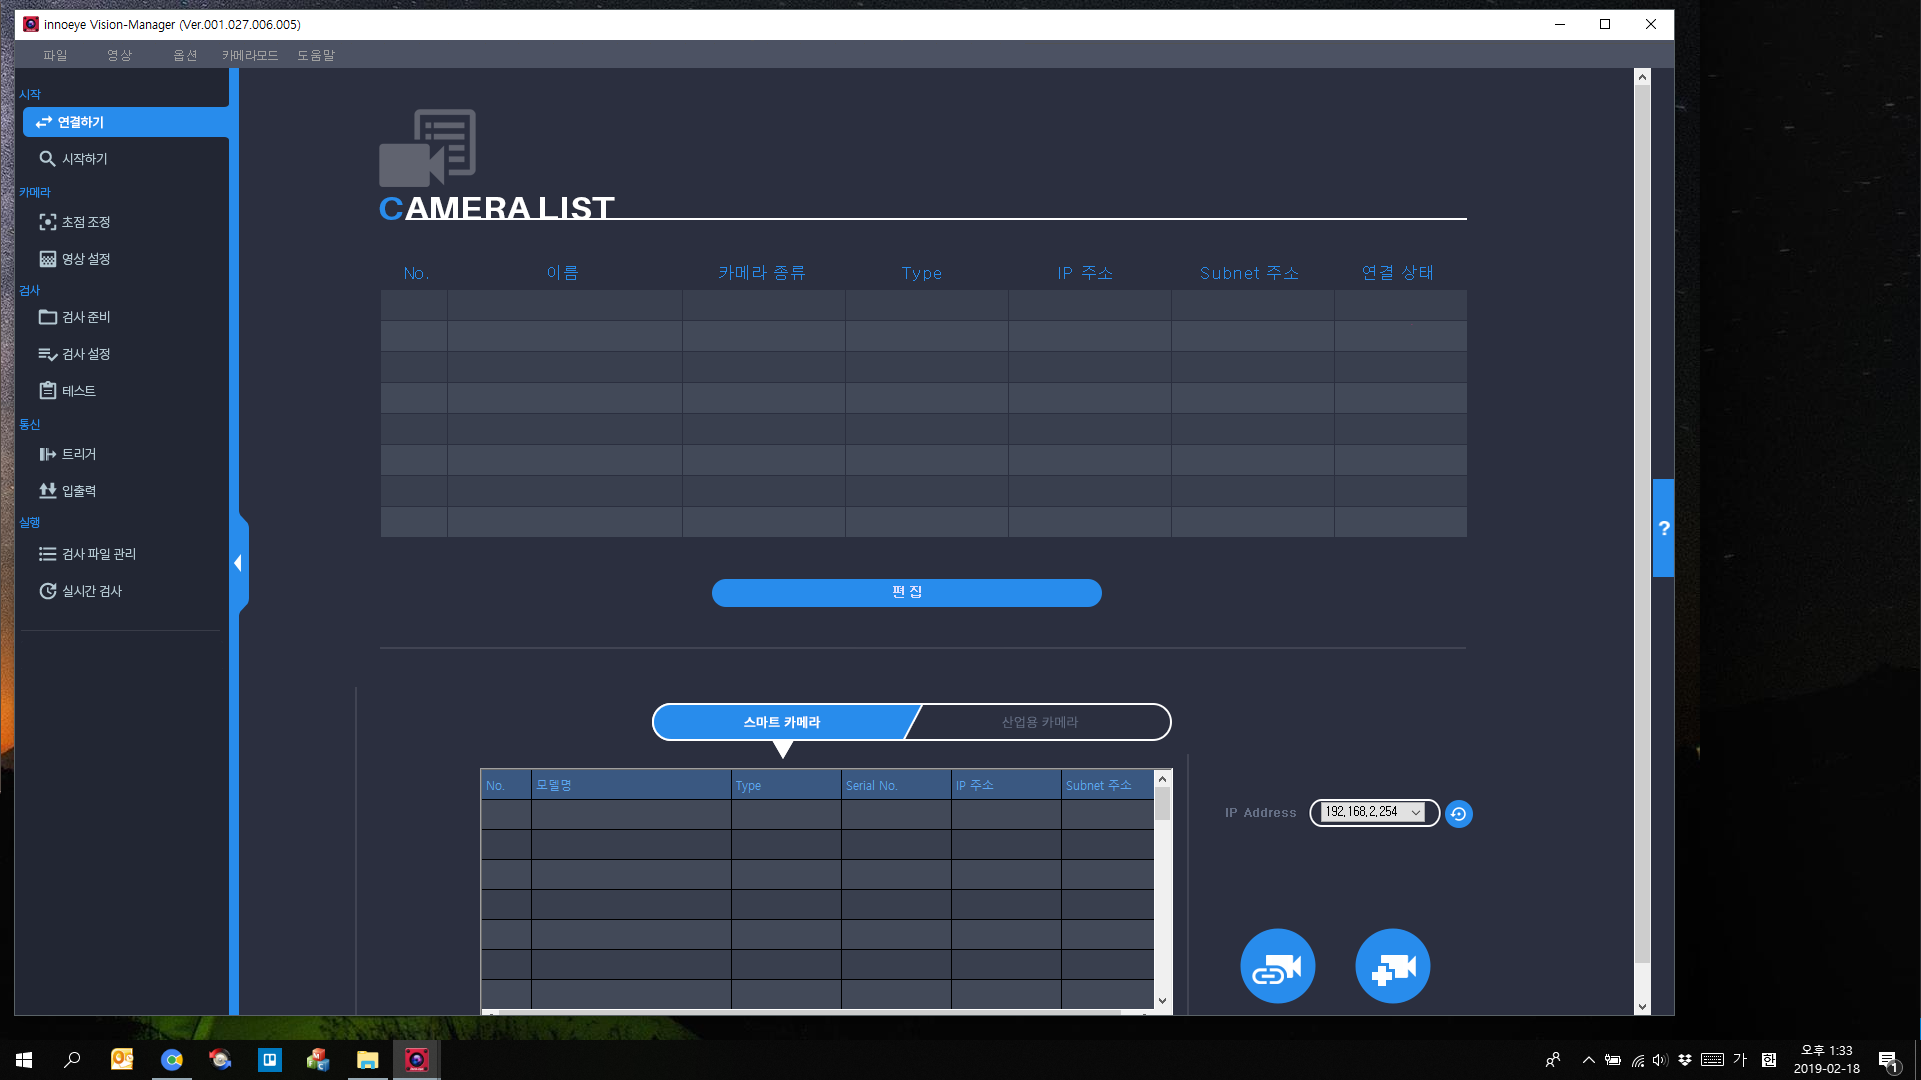 innoeye Vision-Manager (Ver.001.027.006.005)
파일 영상 옵션 카메라모드 도움말
시작
연결하기
시작하기
카메라
초점 조정
영상 설정
검사
검사 준비
검사 설정
테스트
통신
트리거
입출력
실행
검사 파일 관리
실시간 검사
CAMERA LIST
No. 이름 카메라 종류 Type IP 주소 Subnet 주소 연결 상태
편 집
?
스마트 카메라 산업용 카메라
No. 모델명 Type Serial No. IP 주소 Subnet 주소
IP Address 192.168.2.254
가 한 오후 1:33
2019-02-18
1